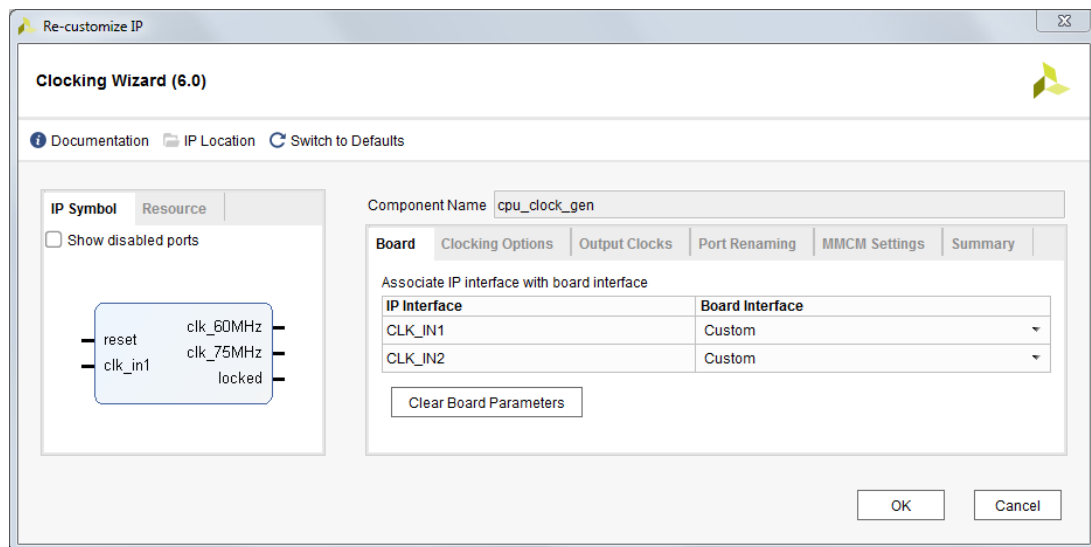 Re-customize IP
Clocking Wizard (6.0)
Documentation IP Location Switch to Defaults
IP Symbol Resource
Show disabled ports
reset
clk_in1
clk_60MHz
clk_75MHz
locked
Component Name cpu_clock_gen
Board Clocking Options Output Clocks Port Renaming MMCM Settings Summary
Associate IP interface with board interface
IP Interface Board Interface
CLK_IN1 Custom
CLK_IN2 Custom
Clear Board Parameters
OK Cancel